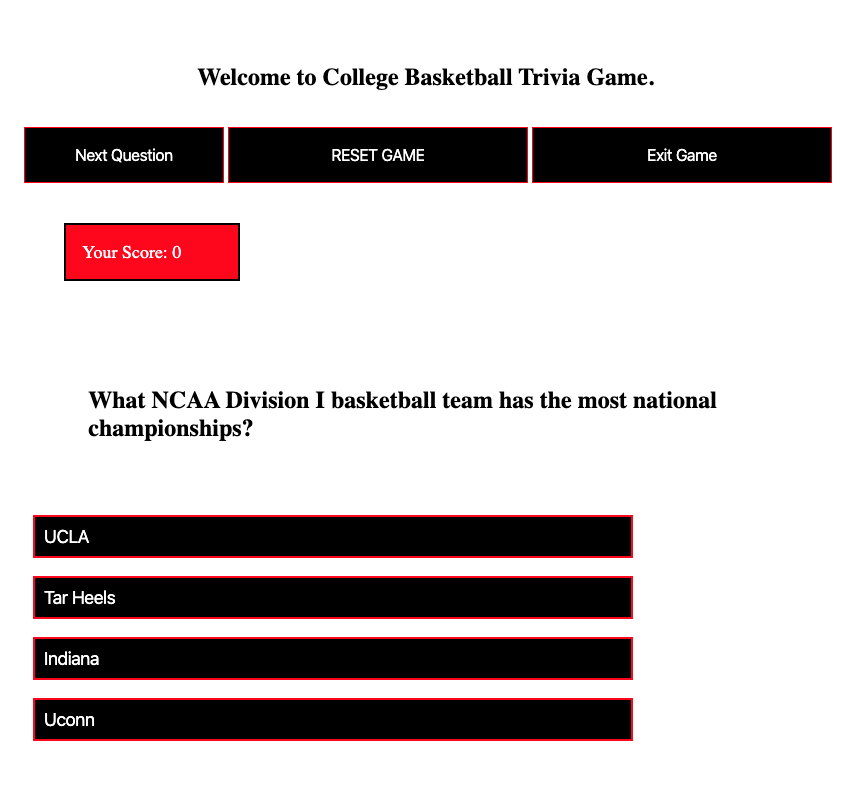 Welcome to College Basketball Trivia Game.
Next Question RESET GAME Exit Game
Your Score: 0
What NCAA Division I basketball team has the most national
championships?
UCLA
Tar Heels
Indiana
Uconn